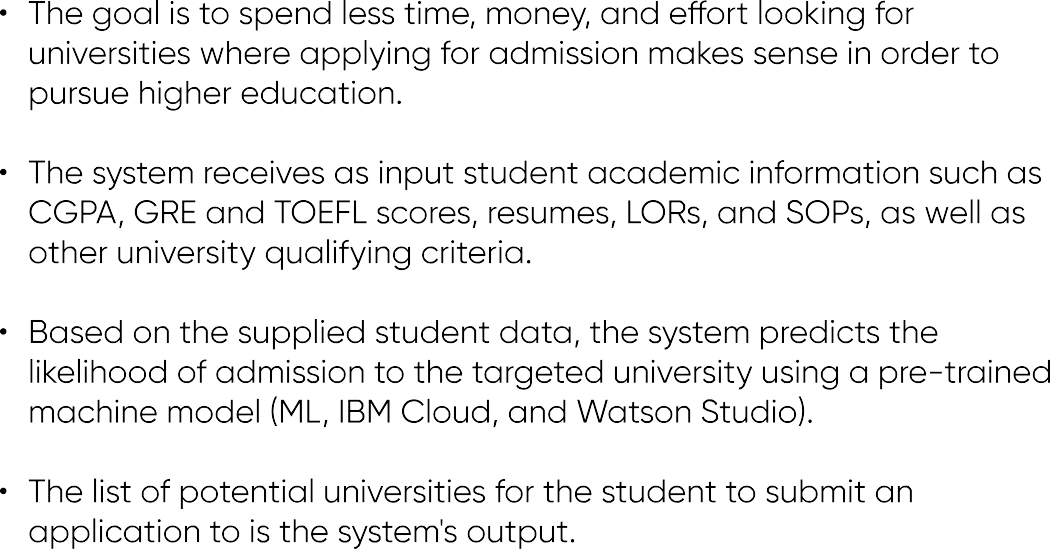 • The goal is to spend less time, money, and effort looking for
universities where applying for admission makes sense in order to
pursue higher education.
• The system receives as input student academic information such as
CGPA, GRE and TOEFL scores, resumes, LORs, and SOPs, as well as
other university qualifying criteria.
• Based on the supplied student data, the system predicts the
likelihood of admission to the targeted university using a pre-trained
machine model (ML, IBM Cloud, and Watson Studio).
• The list of potential universities for the student to submit an
application to is the system's output.